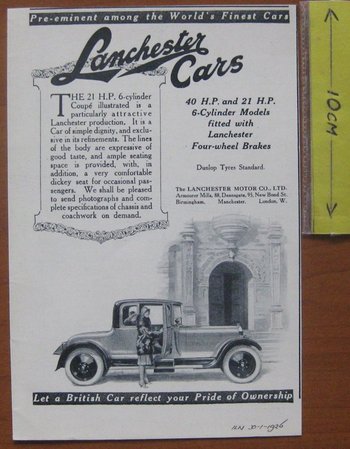 Pre-eminent among the World's Finest Cars
Lanchester
Cars
THE 21 H.P. 6-cylinder
Coupé illustrated is a
particularly attractive
Lanchester production. It is a
Car of simple dignity, and exclu-
sive in its refinements. The lines
of the body are expressive of
good taste, and ample seating
space is provided, with, in
addition, a very comfortable
dickey seat for occasional pas-
sengers. We shall be pleased
to send photographs and com-
plete specifications of chassis and
coachwork on demand.
40 H.P. and 21 H.P.
6-Cylinder Models
fitted with
Lanchester
Four-wheel Brakes
Dunlop Tyres Standard.
The LANCHESTER MOTOR CO., LTD.
Armourer Mills, 88, Deansgate, 95, New Bond St.
Birmingham. Manchester. London, W.
Let a British Car reflect your Pride of Ownership
ILN 30-1-1926
10CM